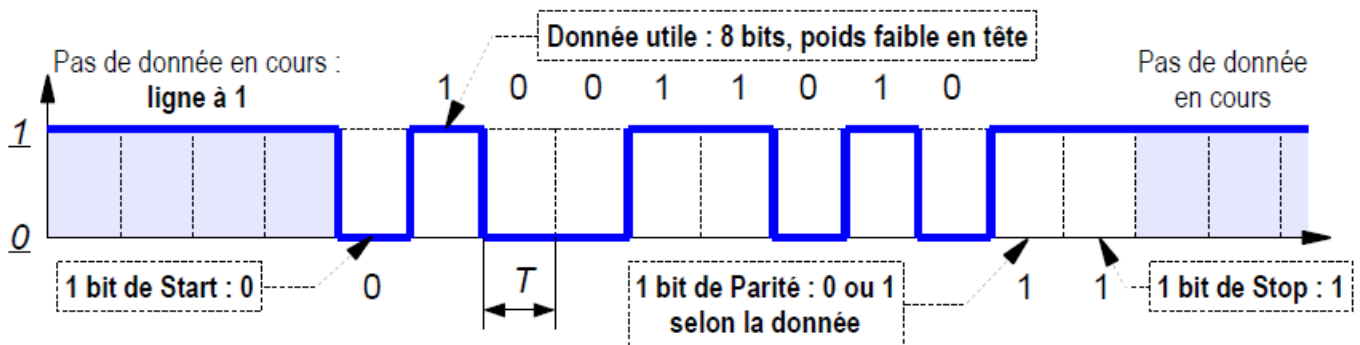 Donnée utile : 8 bits, poids faible en tête
Pas de donnée en cours :
ligne à 1
Pas de donnée
en cours
1 0 0 1 1 0 1 0
1
0
1 bit de Start : 0
0
T
1 bit de Parité : 0 ou 1
selon la donnée
1 1
1 bit de Stop : 1